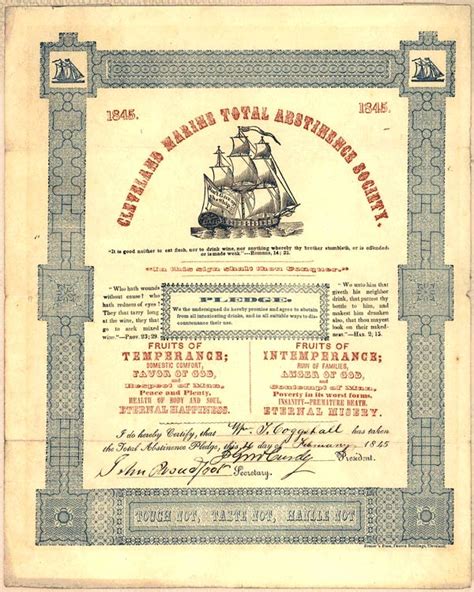 1845.
1845.
CLEVELAND MARINE TOTAL ABSTINENCE SOCIETY.
"It is good neither to eat flesh, nor to drink wine, nor anything whereby thy brother stumbleth, or is offended,
or is made weak."—Romans, 14; 21.
"In this sign shalt thou Conquer."
"Who hath wounds
without cause? who
hath redness of eyes?
They that tarry long
at the wine, they that
go to seek mixed
wine."—Prov. 23; 29
PLEDGE.
We the undersigned do hereby promise and agree to abstain
from all intoxicating drinks, and in all suitable ways to dis-
countenance their use.
"Wo unto him that
giveth his neighbor
drink, that puttest thy
bottle to him, and
makest him drunken
also, that thou mayest
look on their naked-
ness."—Hab. 2, 15.
FRUITS OF
TEMPERANCE;
DOMESTIC COMFORT,
FAVOR OF GOD,
and
Respect of Man,
Peace and Plenty,
HEALTH OF BODY AND SOUL,
ETERNAL HAPPINESS.
FRUITS OF
INTEMPERANCE;
RUIN OF FAMILIES,
ANGER OF GOD,
and
Contempt of Man,
Poverty in its worst forms,
INSANITY—PREMATURE DEATH.
ETERNAL MISERY.
I do hereby Certify, that Wm. T. Coggshall has taken
the Total Abstinence Pledge, this day of February 1845
President.
John Proudfoot Secretary.
TOUCH NOT, TASTE NOT, HANDLE NOT